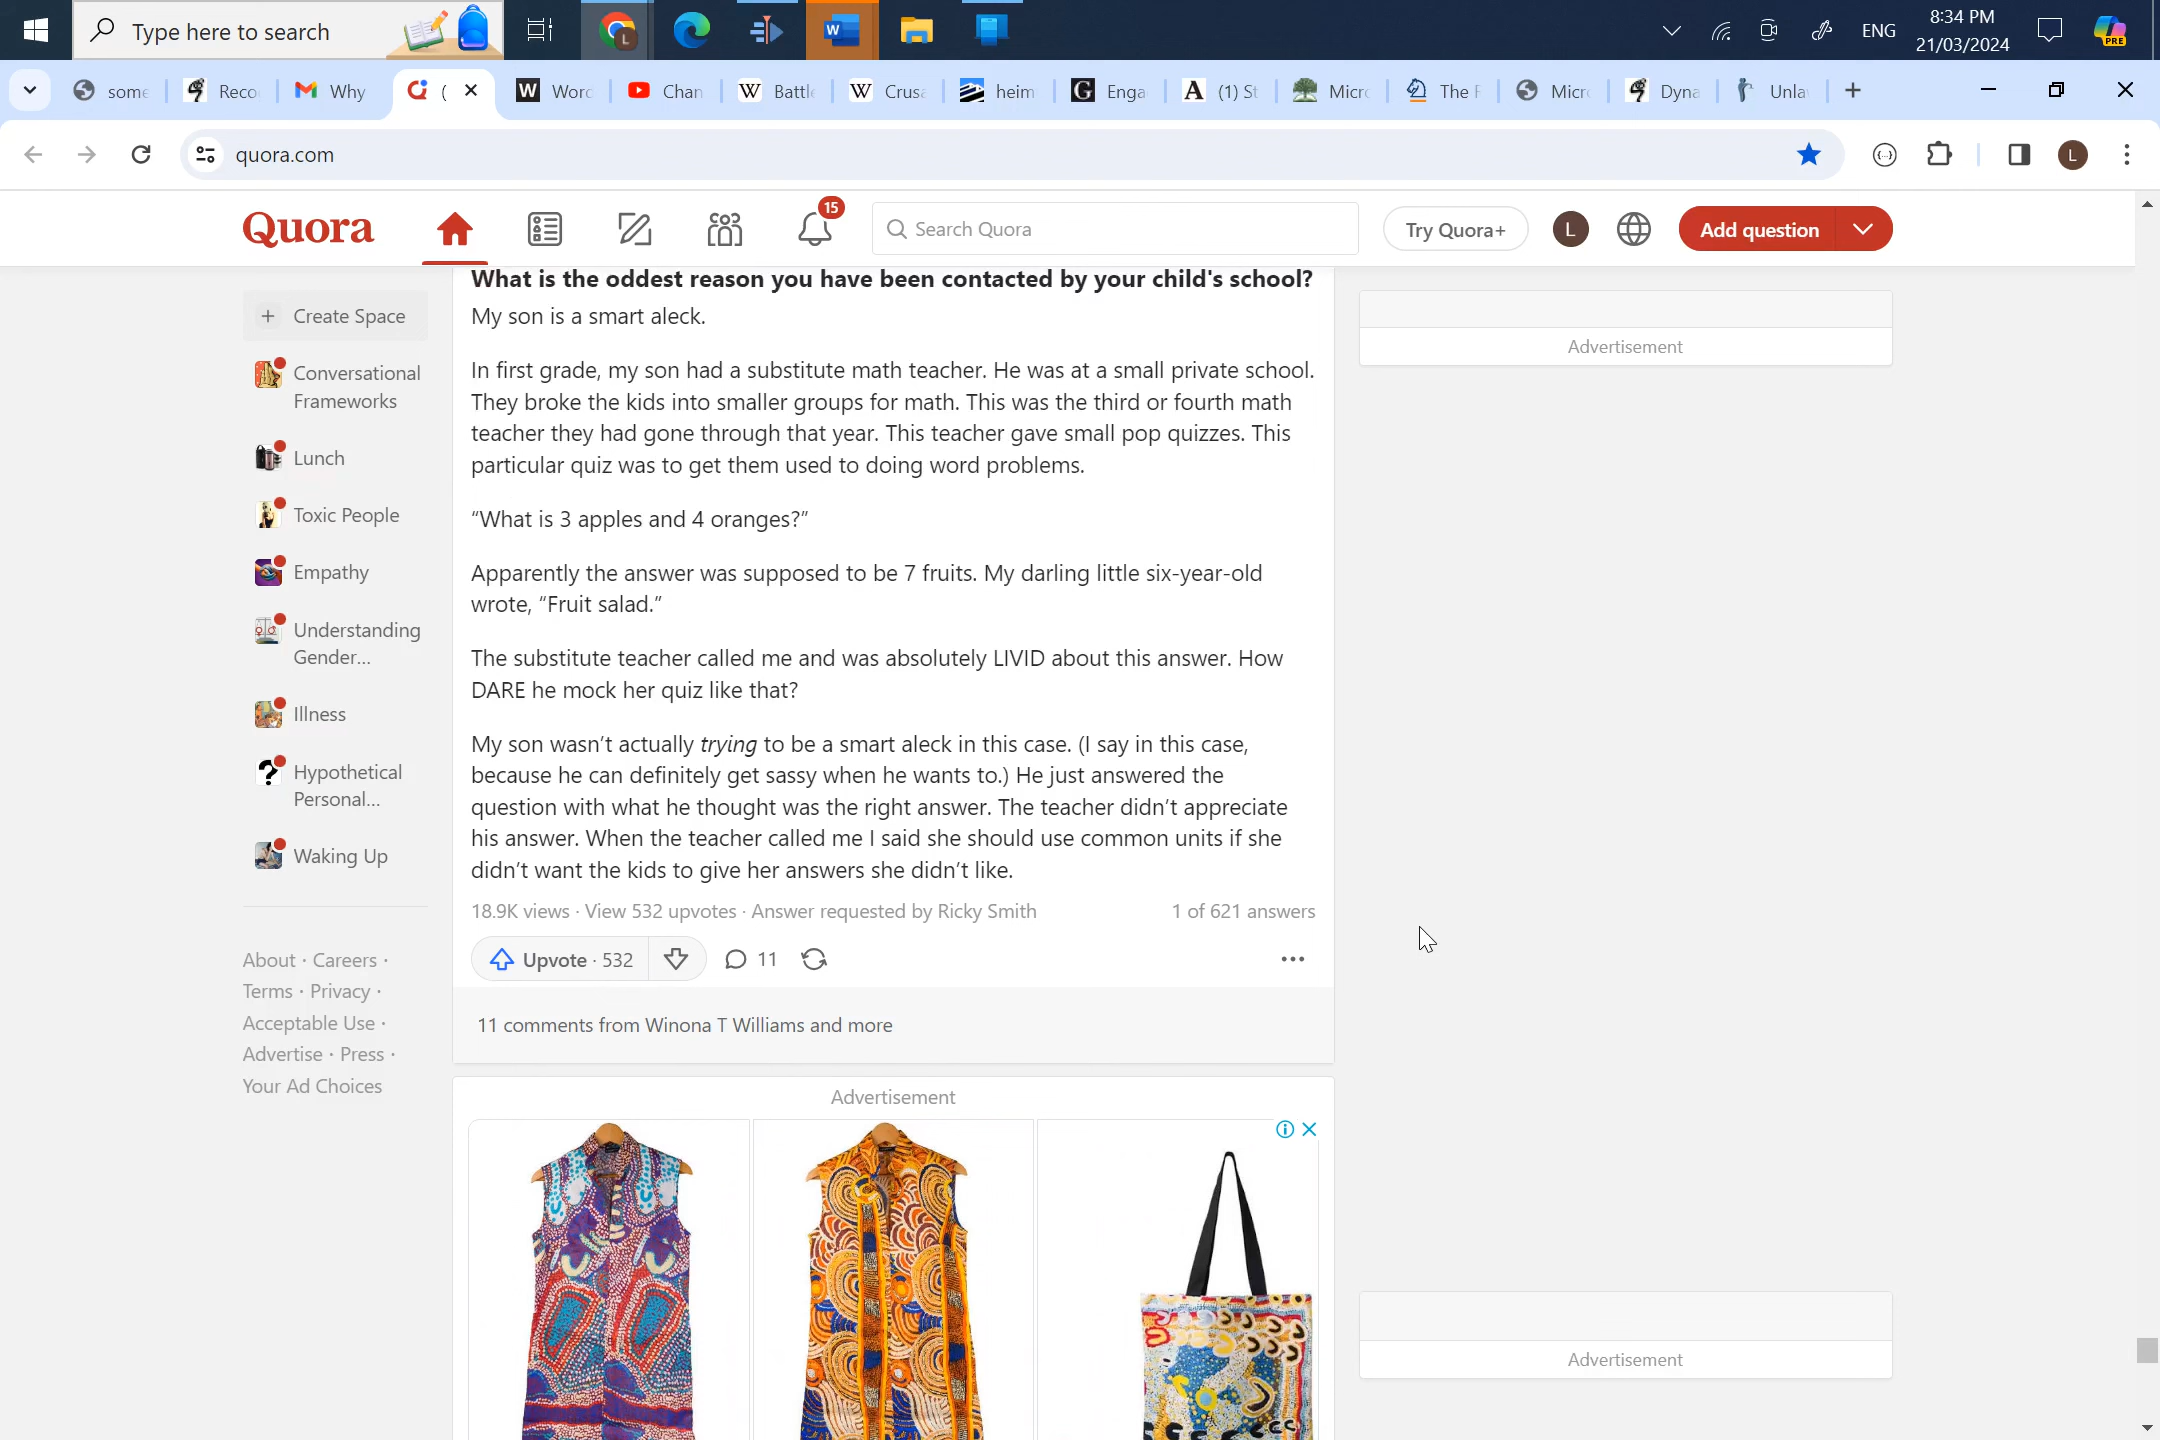 Type here to search
ENG
8:34 PM
21/03/2024
PRE
some
Reco
Why
(
Word
Chan
Battle
Crusa
heim
Enga
(1) St
Micro
The F
Micro
Dyna
Unla
quora.com
L
Quora
15
Search Quora
Try Quora+
L
Add question
Create Space
Conversational
Frameworks
Lunch
Toxic People
Empathy
Understanding
Gender...
Illness
Hypothetical
Personal...
Waking Up
About · Careers ·
Terms · Privacy ·
Acceptable Use ·
Advertise · Press ·
Your Ad Choices
What is the oddest reason you have been contacted by your child's school?
My son is a smart aleck.
In first grade, my son had a substitute math teacher. He was at a small private school.
They broke the kids into smaller groups for math. This was the third or fourth math
teacher they had gone through that year. This teacher gave small pop quizzes. This
particular quiz was to get them used to doing word problems.
“What is 3 apples and 4 oranges?”
Apparently the answer was supposed to be 7 fruits. My darling little six-year-old
wrote, “Fruit salad.”
The substitute teacher called me and was absolutely LIVID about this answer. How
DARE he mock her quiz like that?
My son wasn’t actually trying to be a smart aleck in this case. (I say in this case,
because he can definitely get sassy when he wants to.) He just answered the
question with what he thought was the right answer. The teacher didn’t appreciate
his answer. When the teacher called me I said she should use common units if she
didn’t want the kids to give her answers she didn’t like.
18.9K views · View 532 upvotes · Answer requested by Ricky Smith
1 of 621 answers
Upvote · 532
11
11 comments from Winona T Williams and more
Advertisement
Advertisement
Advertisement